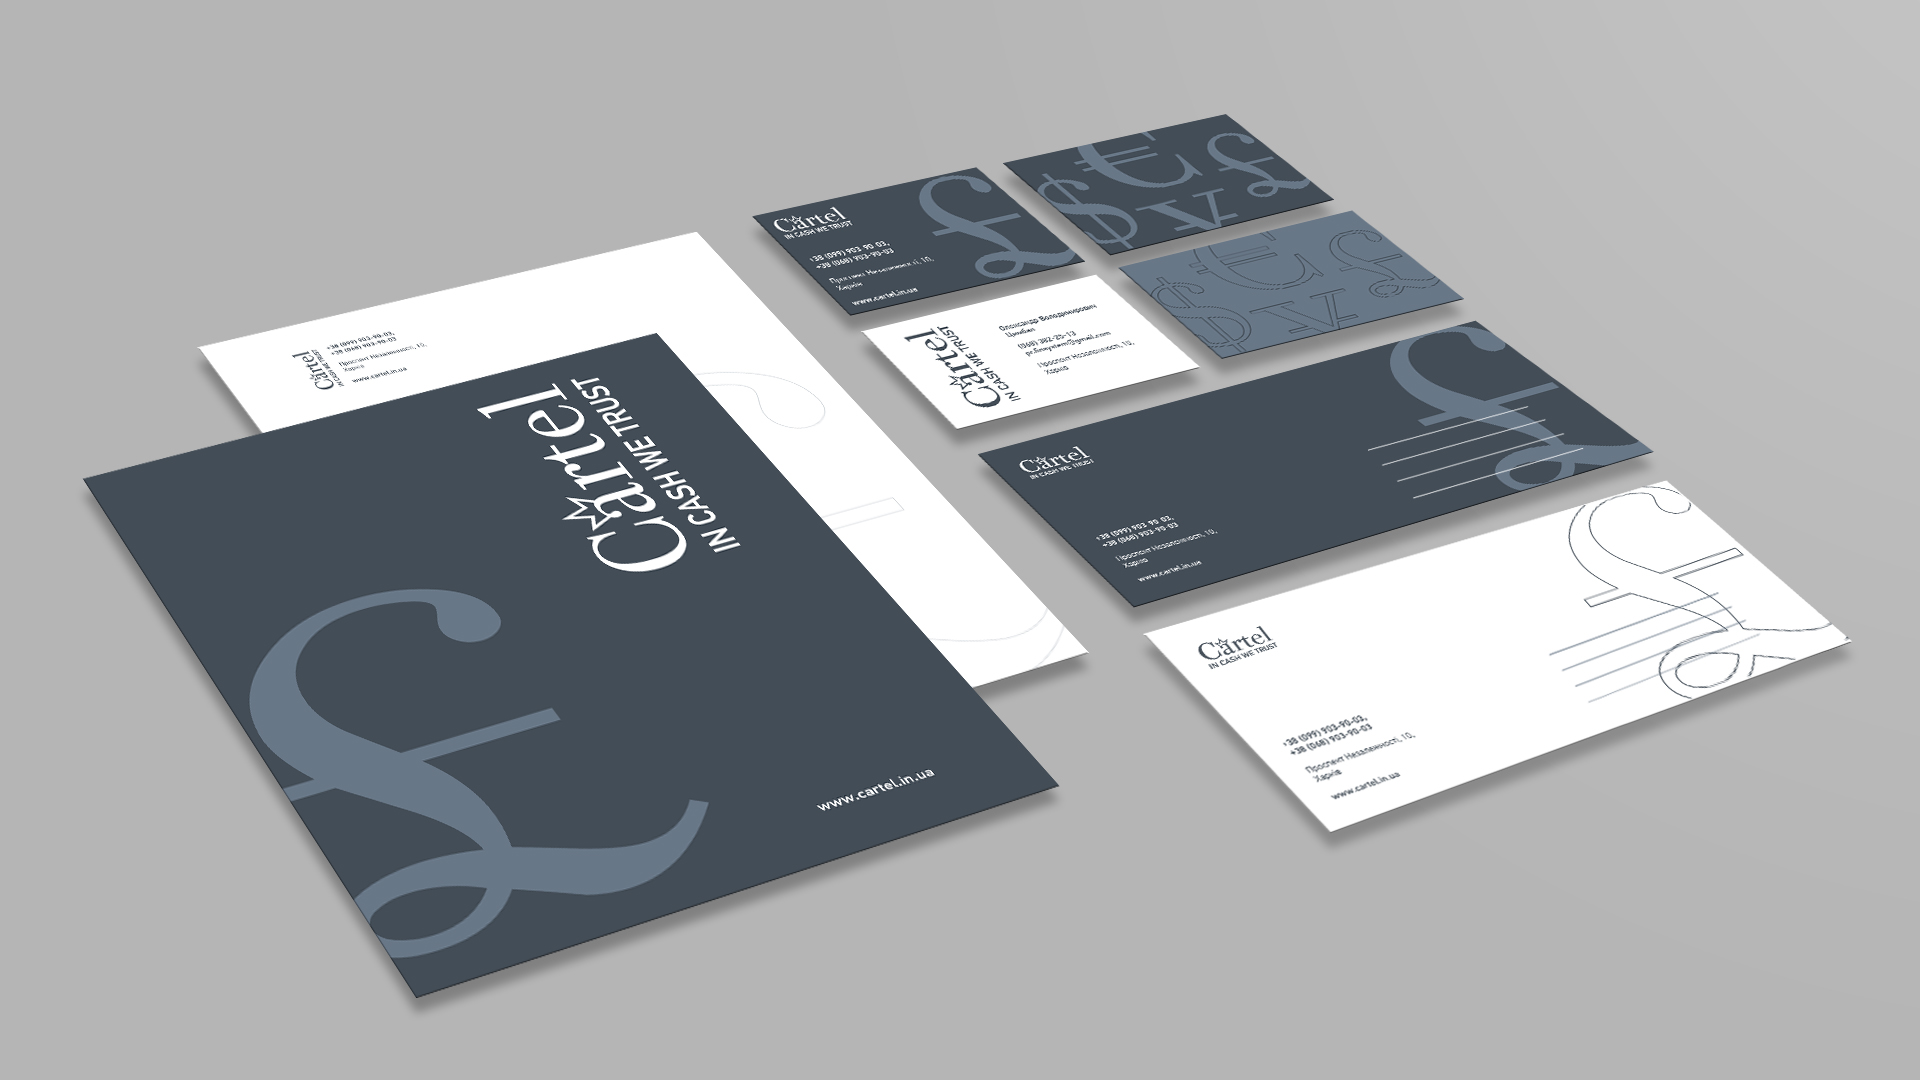 Cartel
IN CASH WE TRUST
+38 (099) 903-90-03,
+38 (068) 903-90-03
Проспект Незалежності, 10,
Харків
www.cartel.in.ua
Cartel
IN CASH WE TRUST
www.cartel.in.ua
Cartel
IN CASH WE TRUST
+38 (099) 903-90-03,
+38 (068) 903-90-03
Проспект Незалежності, 10,
Харків
www.cartel.in.ua
£
$ € ¥ £
Cartel
IN CASH WE TRUST
Олександр Володимирович
(068) 382-25-13
Проспект Незалежності, 10,
Харків
$ € ¥ £
Cartel
IN CASH WE TRUST
+38 (099) 903-90-03,
+38 (068) 903-90-03
Проспект Незалежності, 10,
Харків
www.cartel.in.ua
£
Cartel
IN CASH WE TRUST
+38 (099) 903-90-03,
+38 (068) 903-90-03
Проспект Незалежності, 10,
Харків
www.cartel.in.ua
£